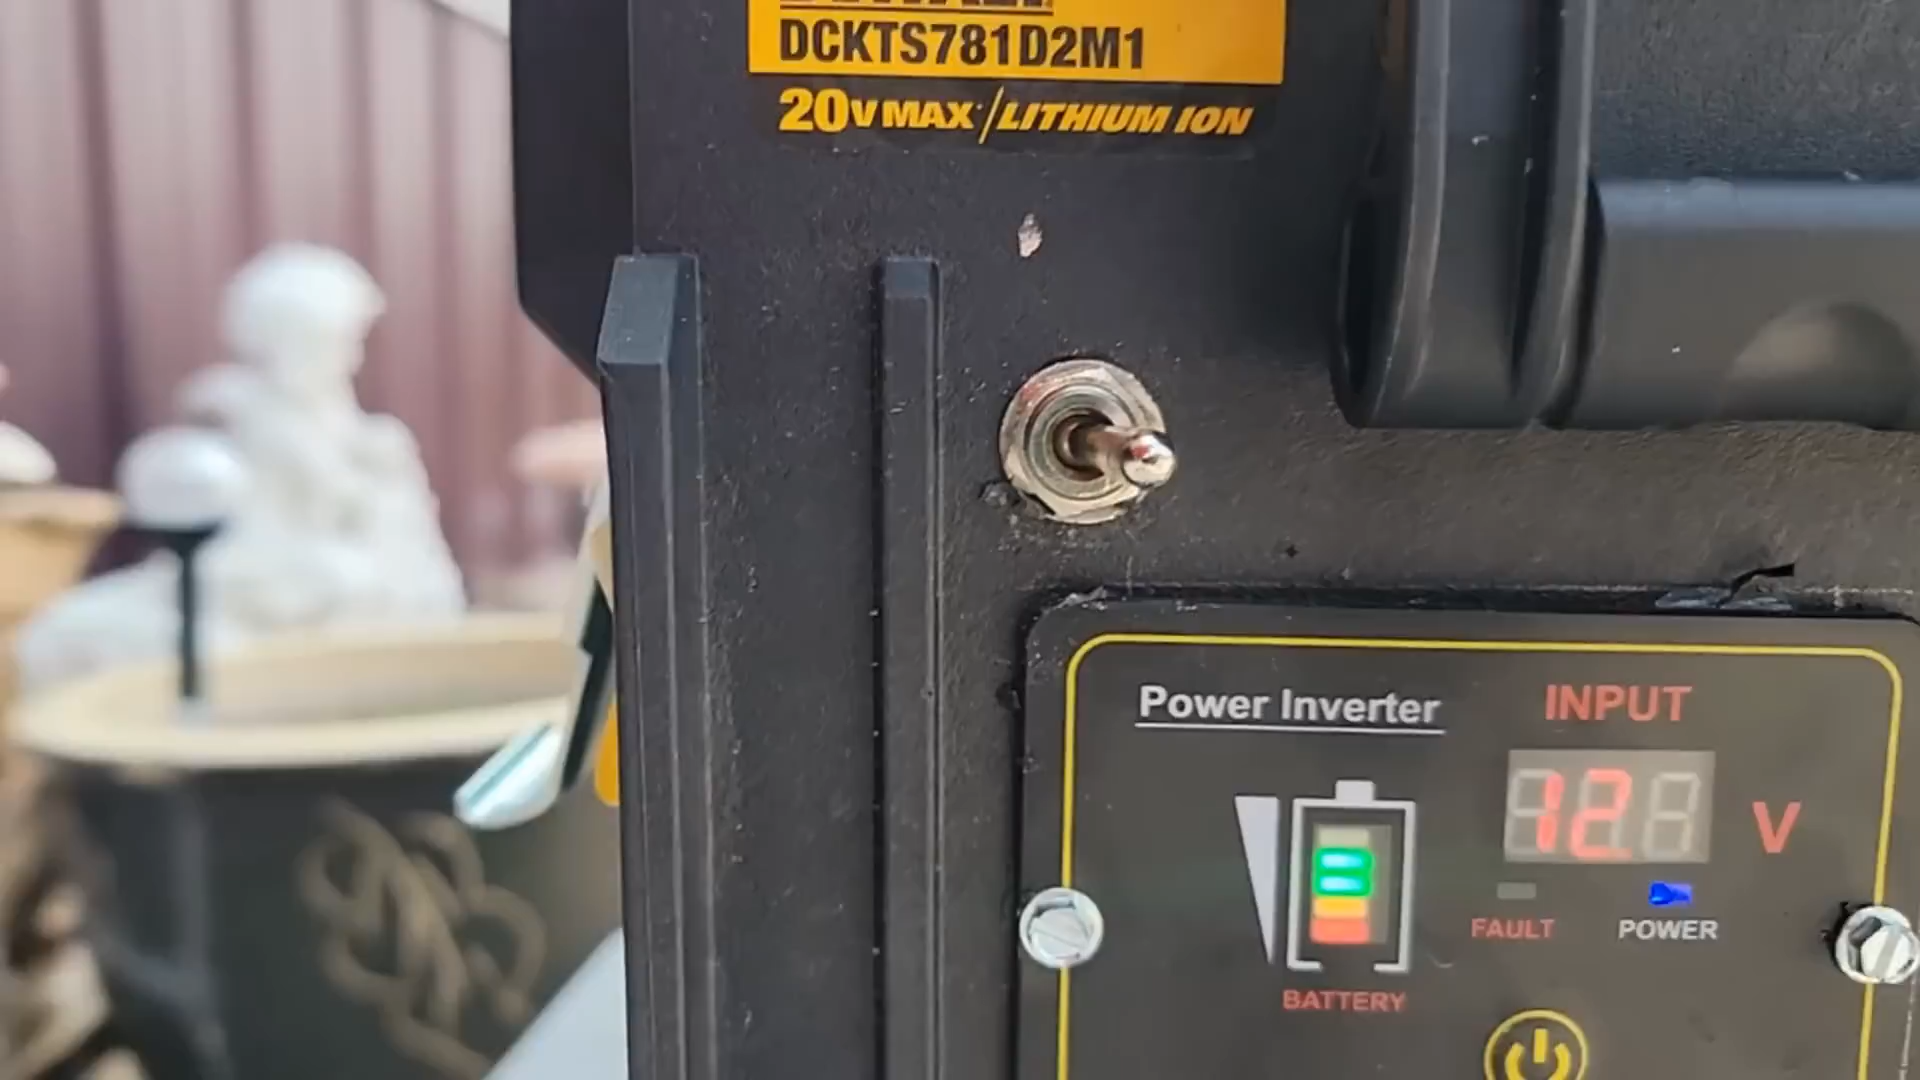 DCKTS781D2M1
20V MAX / LITHIUM ION
Power Inverter
INPUT
12 V
FAULT
POWER
BATTERY